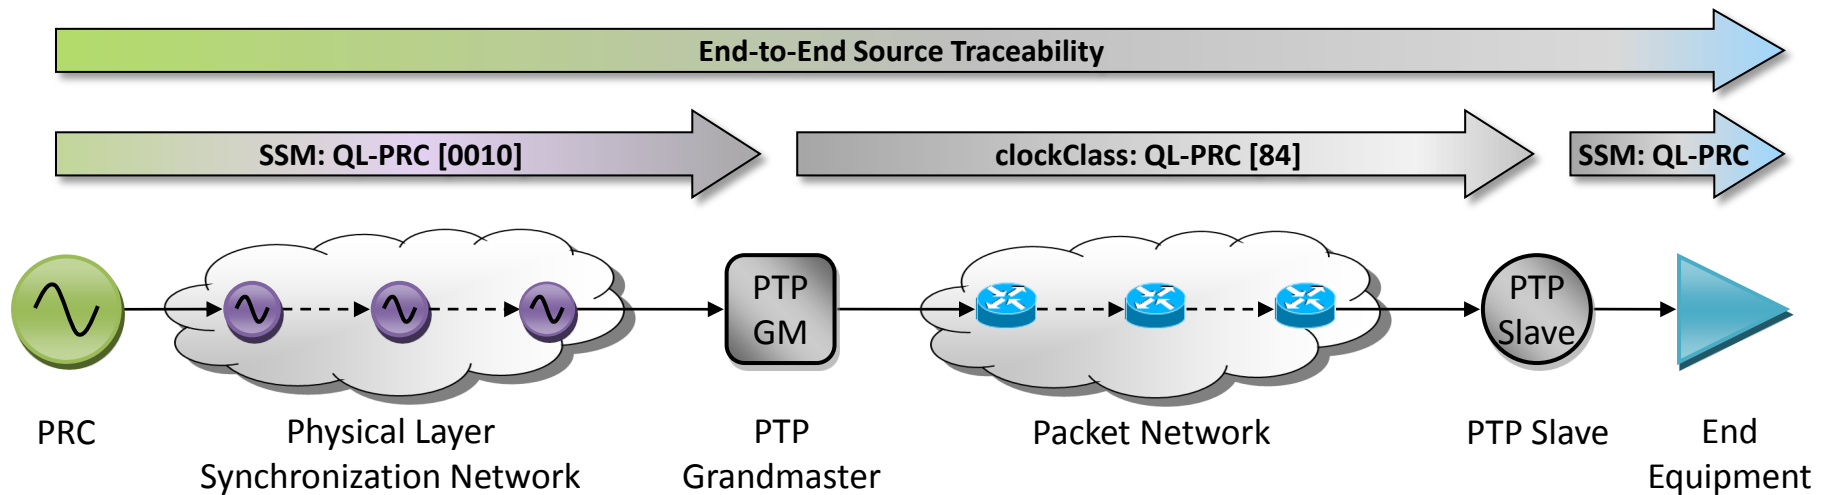 End-to-End Source Traceability
SSM: QL-PRC [0010]
clockClass: QL-PRC [84]
SSM: QL-PRC
PTP
GM
PTP
Slave
PRC
Physical Layer
Synchronization Network
PTP
Grandmaster
Packet Network
PTP Slave
End
Equipment